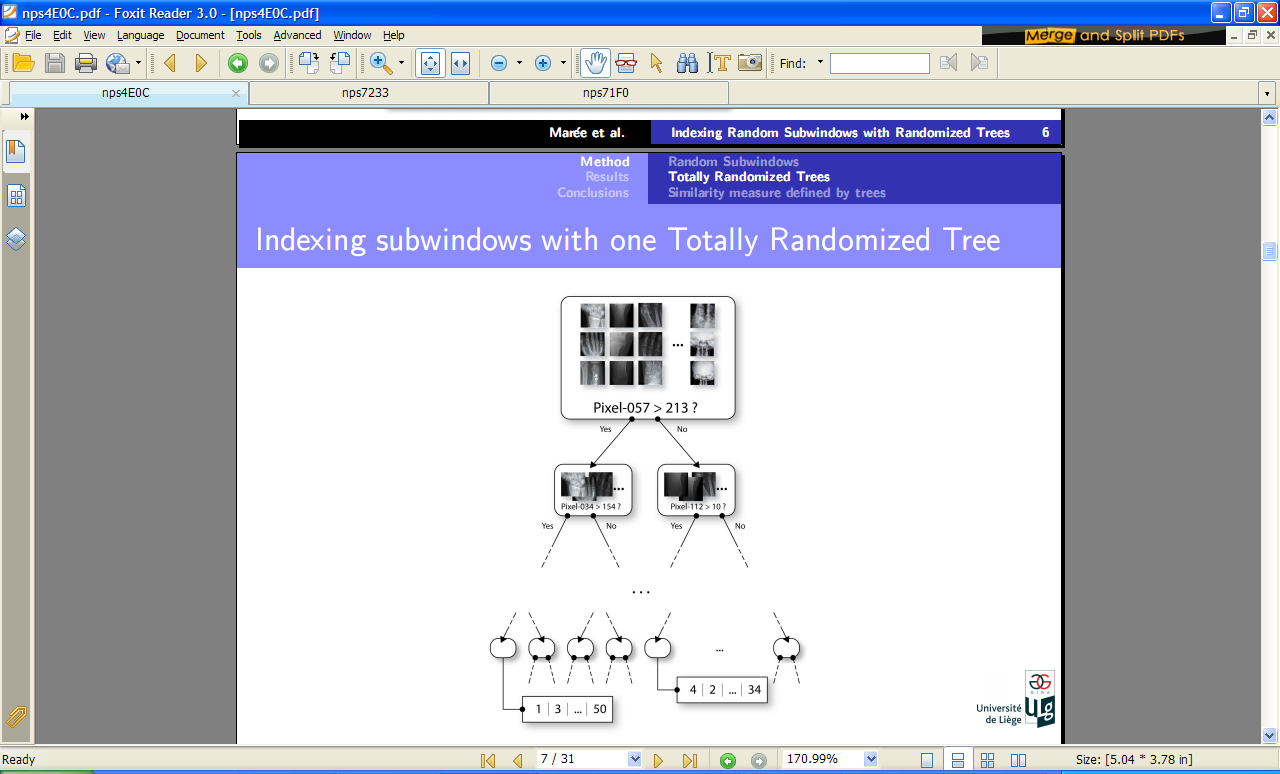 nps4E0C.pdf - Foxit Reader 3.0 - [nps4E0C.pdf]
File Edit View Language Document Tools Advanced Window Help
Merge and Split PDFs
Find:
nps4E0C nps7233 nps71F0
Marée et al. Indexing Random Subwindows with Randomized Trees 6
Method Random Subwindows
Results Totally Randomized Trees
Conclusions Similarity measure defined by trees
Indexing subwindows with one Totally Randomized Tree
...
Pixel-057 > 213 ?
Yes No
... ...
Pixel-034 > 154 ? Pixel-112 > 10 ?
Yes No Yes No
...
...
4 | 2 | ... | 34
1 | 3 | ... | 50
GIGA
Université
de Liège
ulg
Ready 7 / 31 170.99% Size: [5.04 * 3.78 in]